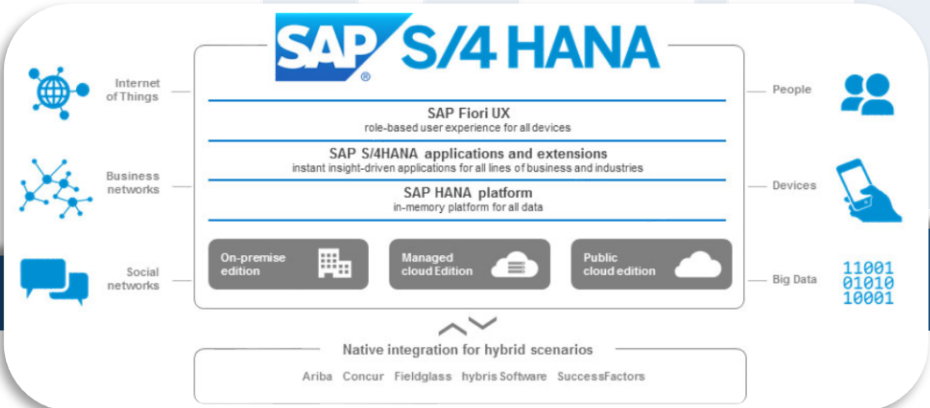 SAP® S/4 HANA
Internet
of Things
Business
networks
Social
networks
SAP Fiori UX
role-based user experience for all devices
SAP S/4HANA applications and extensions
instant insight-driven applications for all lines of business and industries
SAP HANA platform
in-memory platform for all data
On-premise
edition
Managed
cloud Edition
Public
cloud edition
People
Devices
Big Data
11001
01010
10001
Native integration for hybrid scenarios
Ariba Concur Fieldglass hybris Software SuccessFactors